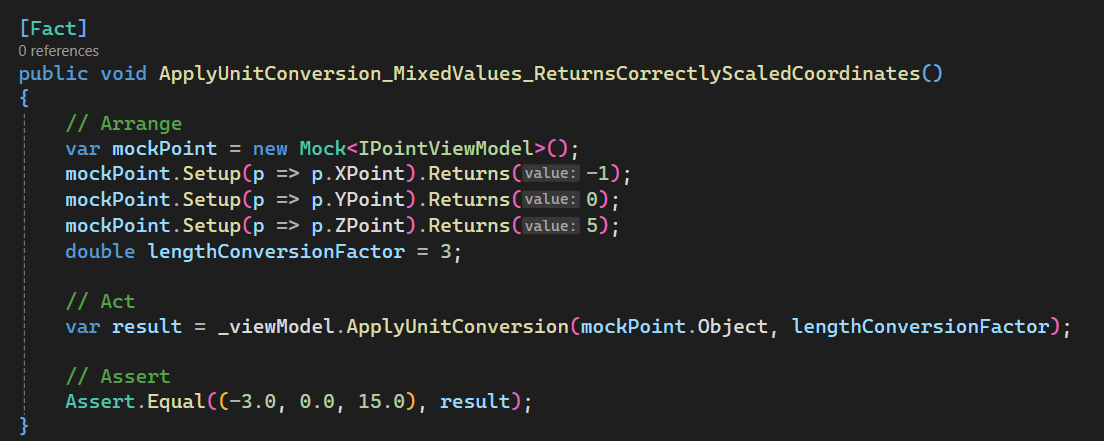 [Fact]
0 references
public void ApplyUnitConversion_MixedValues_ReturnsCorrectlyScaledCoordinates()
{
    // Arrange
    var mockPoint = new Mock<IPointViewModel>();
    mockPoint.Setup(p => p.XPoint).Returns(value: -1);
    mockPoint.Setup(p => p.YPoint).Returns(value: 0);
    mockPoint.Setup(p => p.ZPoint).Returns(value: 5);
    double lengthConversionFactor = 3;

    // Act
    var result = _viewModel.ApplyUnitConversion(mockPoint.Object, lengthConversionFactor);

    // Assert
    Assert.Equal((-3.0, 0.0, 15.0), result);
}